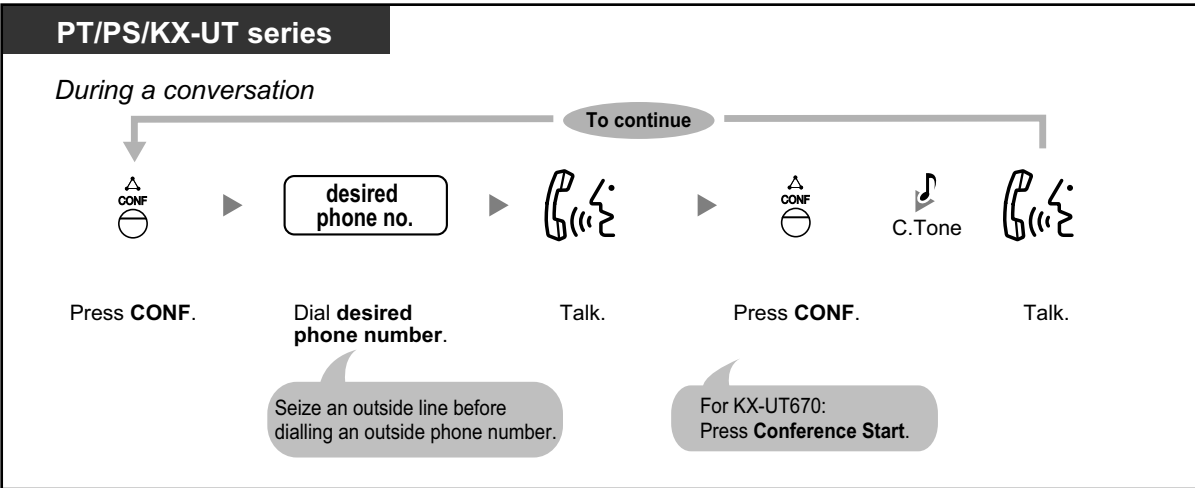 PT/PS/KX-UT series
During a conversation
To continue
CONF
desired
phone no.
CONF
C.Tone
Press CONF.
Dial desired
phone number.
Talk.
Press CONF.
Talk.
Seize an outside line before
dialling an outside phone number.
For KX-UT670:
Press Conference Start.